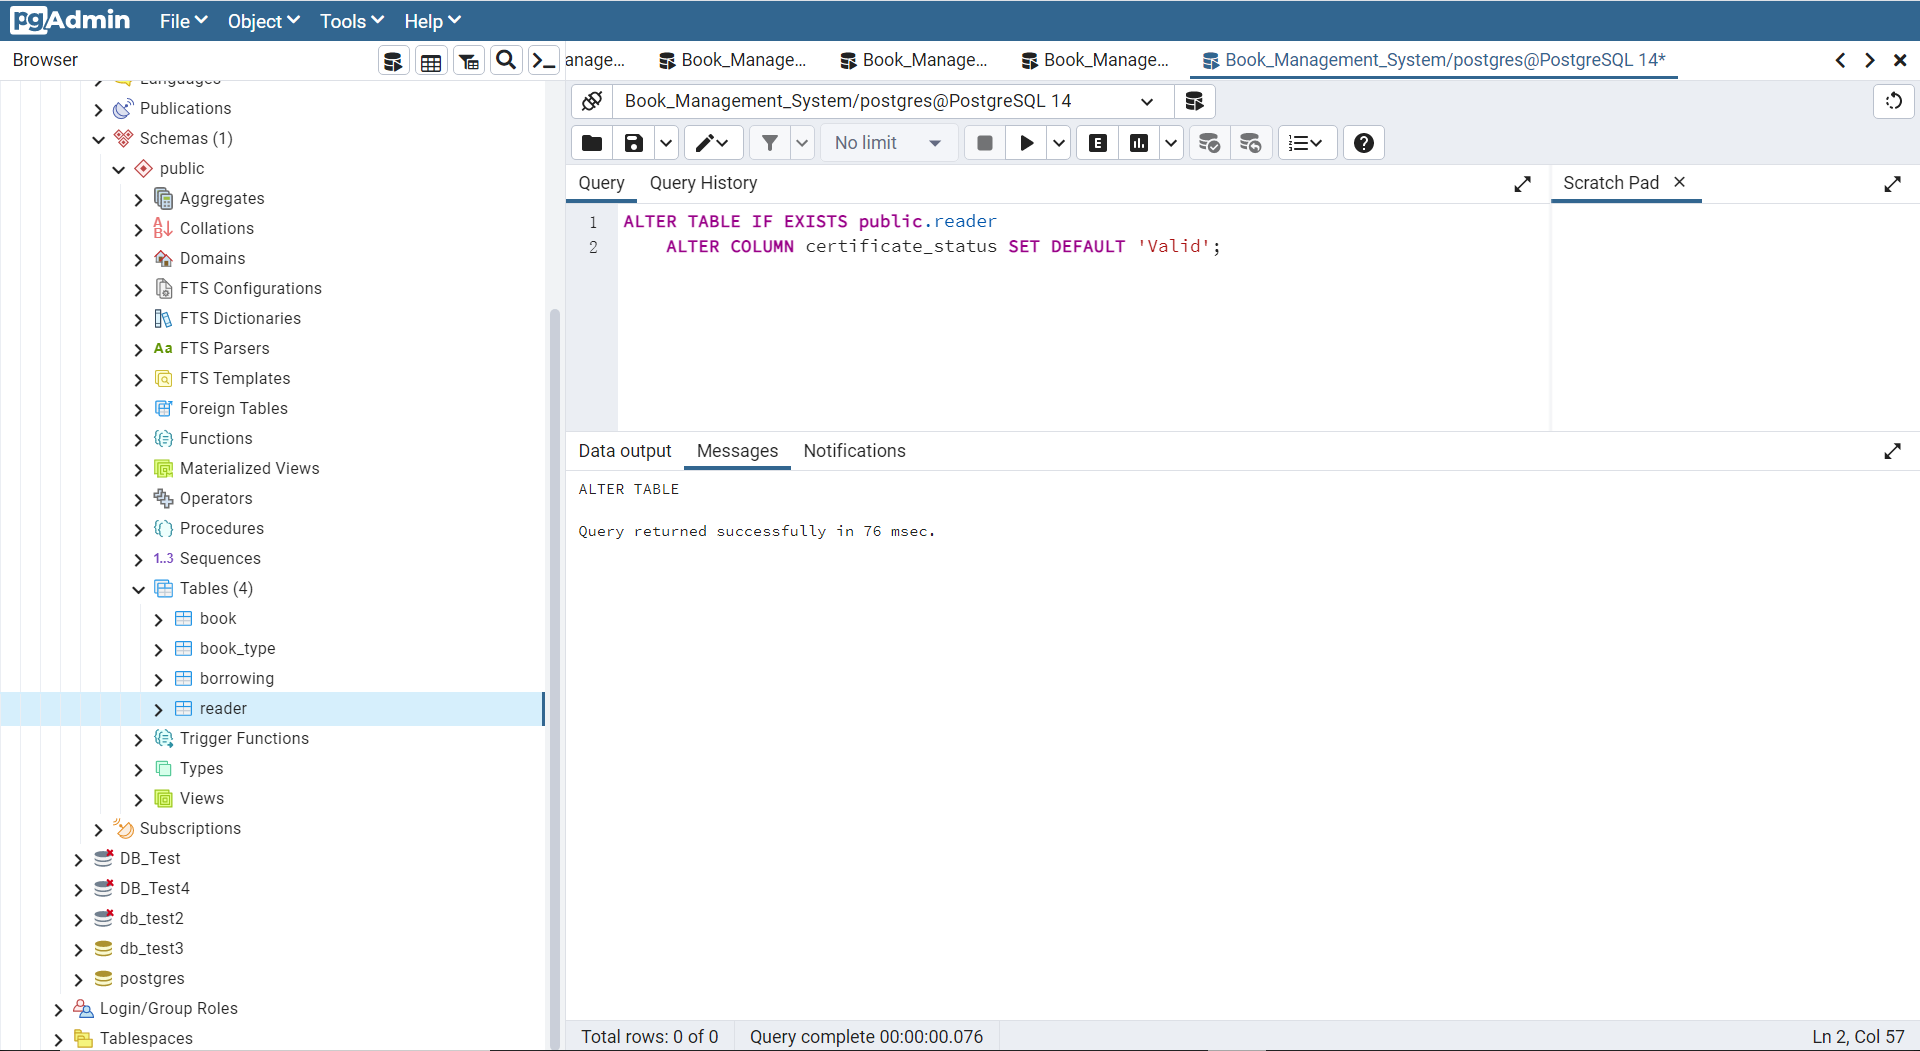 pgAdmin File Object Tools Help
Browser
anage... Book_Manage... Book_Manage... Book_Manage... Book_Management_System/postgres@PostgreSQL 14*
Book_Management_System/postgres@PostgreSQL 14
No limit
E
Query Query History
Scratch Pad
1 ALTER TABLE IF EXISTS public.reader
2 ALTER COLUMN certificate_status SET DEFAULT 'Valid';
Data output Messages Notifications
ALTER TABLE
Query returned successfully in 76 msec.
Languages
Publications
Schemas (1)
public
Aggregates
Collations
Domains
FTS Configurations
FTS Dictionaries
Aa FTS Parsers
FTS Templates
Foreign Tables
Functions
Materialized Views
Operators
Procedures
1..3 Sequences
Tables (4)
book
book_type
borrowing
reader
Trigger Functions
Types
Views
Subscriptions
DB_Test
DB_Test4
db_test2
db_test3
postgres
Login/Group Roles
Tablespaces
Total rows: 0 of 0 Query complete 00:00:00.076 Ln 2, Col 57